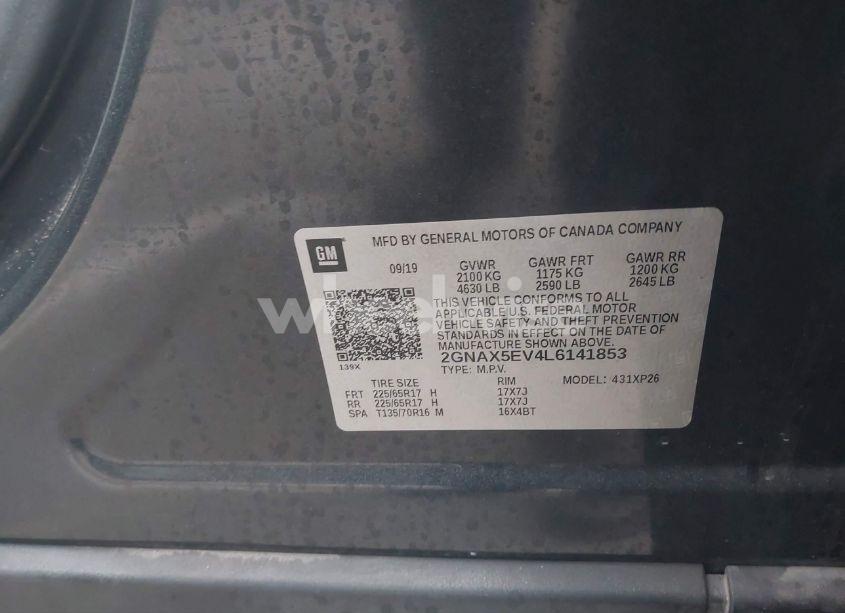 GM
MFD BY GENERAL MOTORS OF CANADA COMPANY
09/19 GVWR GAWR FRT GAWR RR
2100 KG 1175 KG 1200 KG
4630 LB 2590 LB 2645 LB
THIS VEHICLE CONFORMS TO ALL
APPLICABLE U.S. FEDERAL MOTOR
VEHICLE SAFETY AND THEFT PREVENTION
STANDARDS IN EFFECT ON THE DATE OF
MANUFACTURE SHOWN ABOVE.
2GNAX5EV4L6141853
139X
TYPE: M.P.V. MODEL: 431XP26
TIRE SIZE RIM
FRT 225/65R17 H 17X7J
RR 225/65R17 H 17X7J
SPA T135/70R16 M 16X4BT